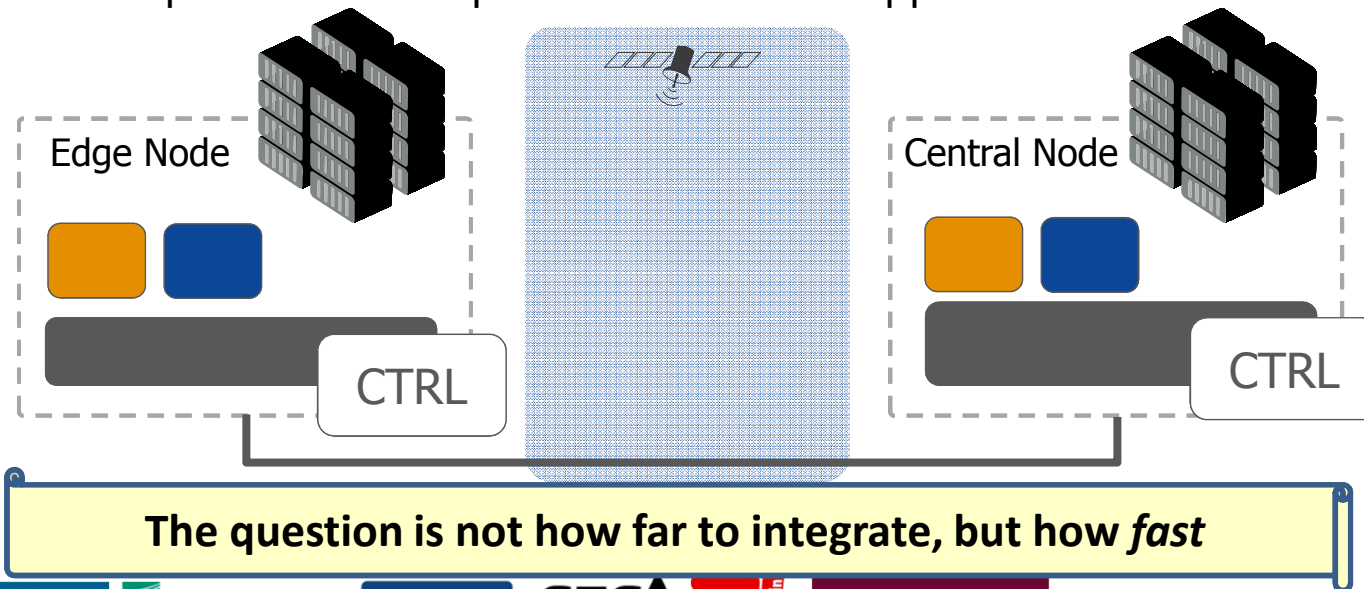 Edge Node
Central Node
CTRL
CTRL
The question is not how far to integrate, but how fast